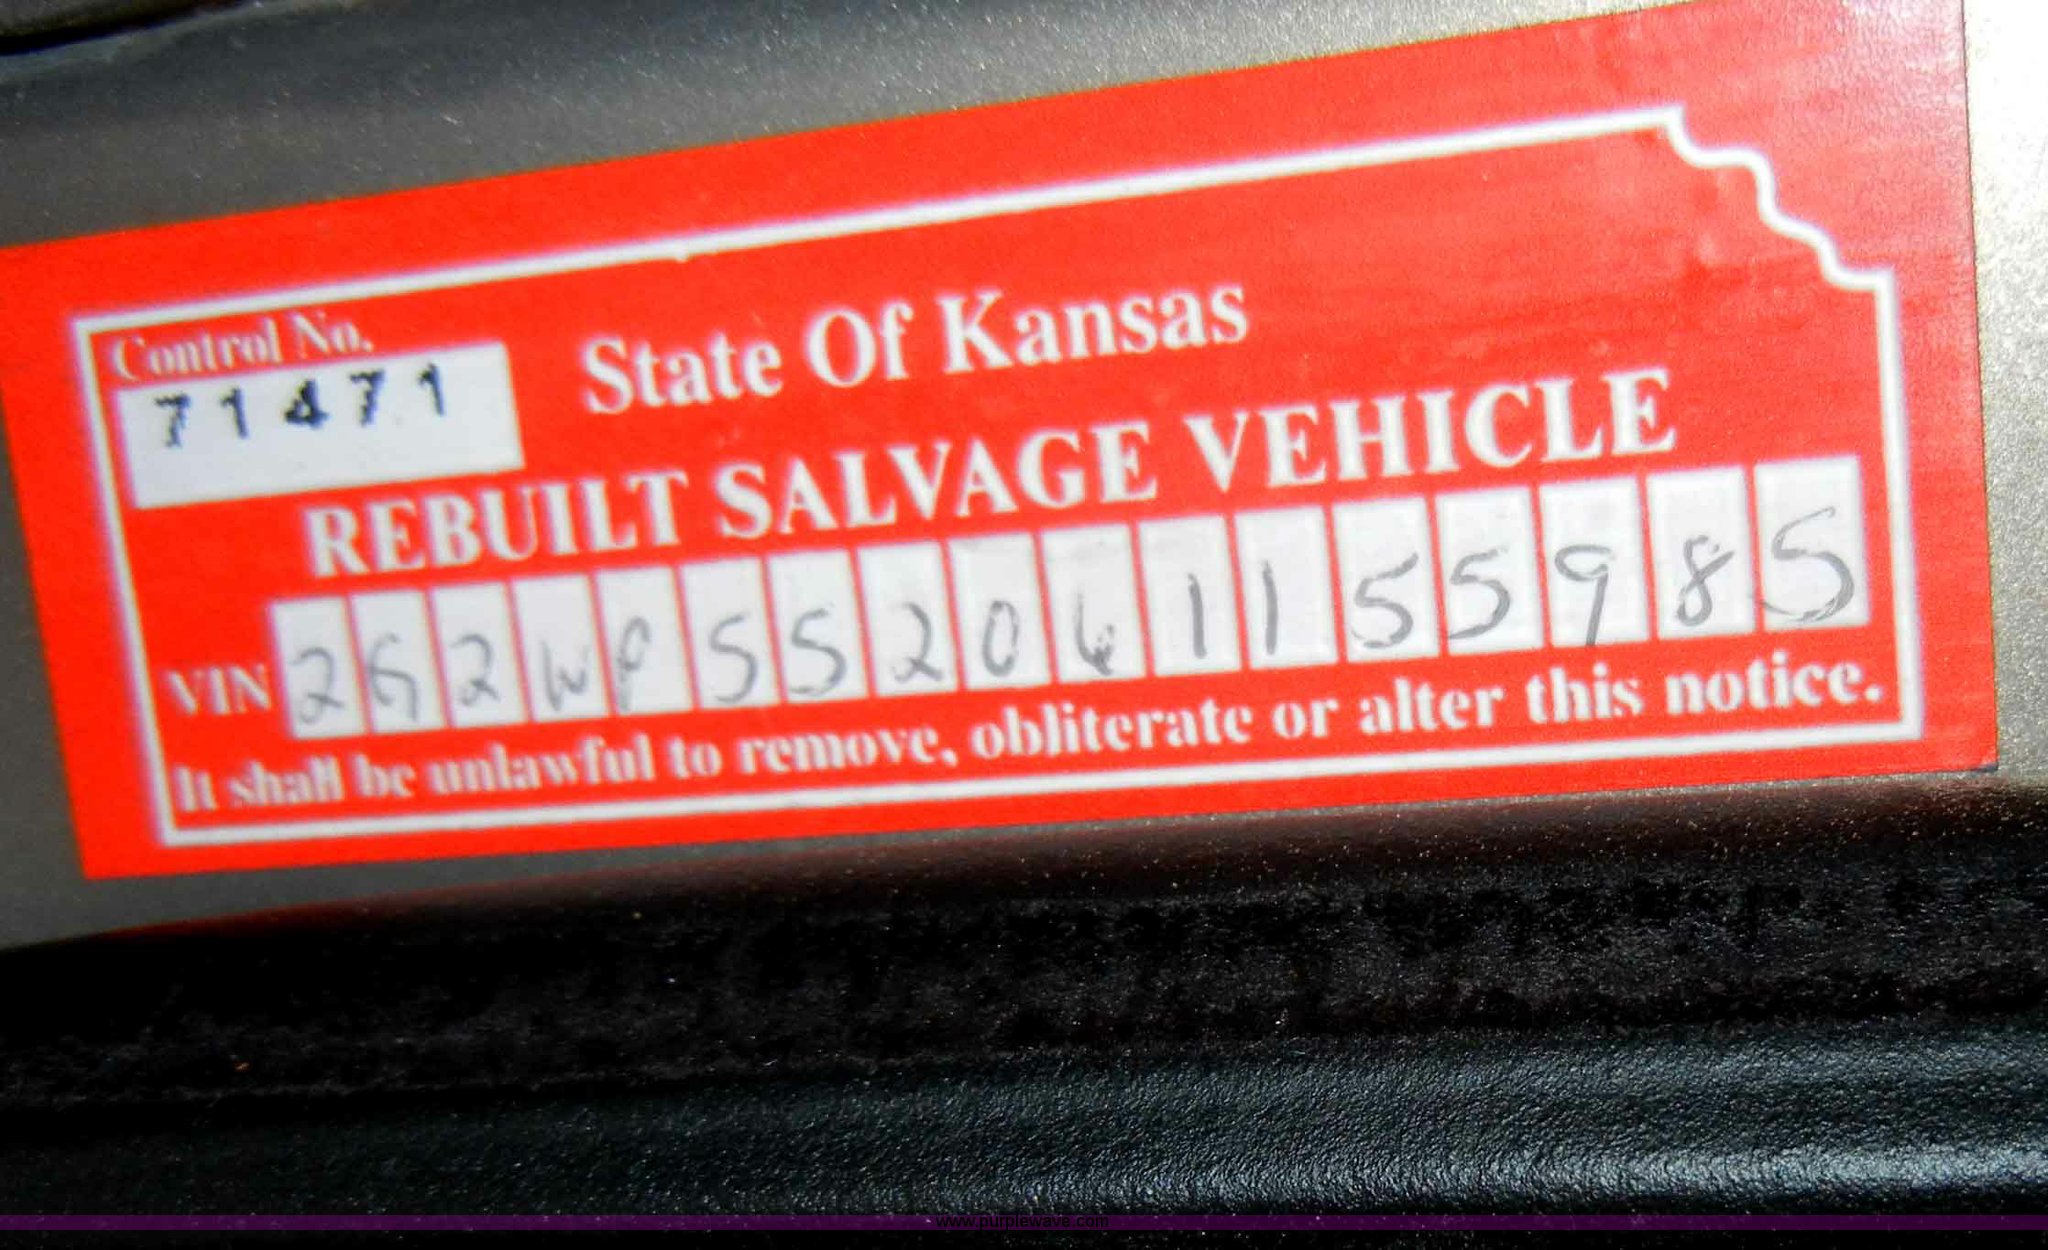 Control No.
71471
State Of Kansas
REBUILT SALVAGE VEHICLE
VIN 2G2WP552061155985
It shall be unlawful to remove, obliterate or alter this notice.
www.purplewave.com